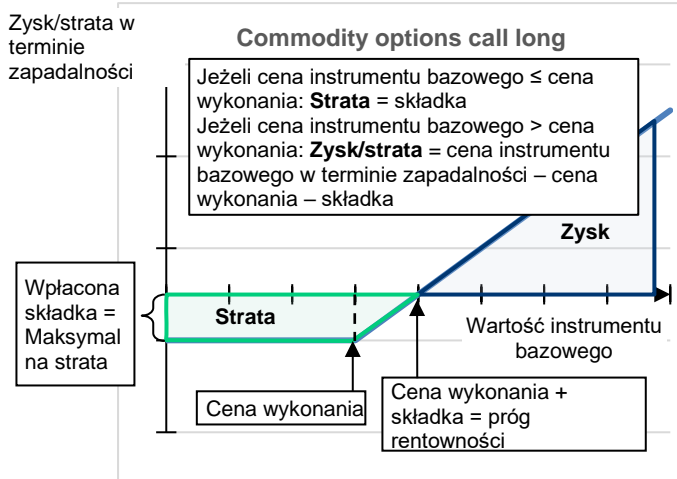 Zysk/strata w
terminie
zapadalności
Commodity options call long
Jeżeli cena instrumentu bazowego ≤ cena
wykonania: Strata = składka
Jeżeli cena instrumentu bazowego > cena
wykonania: Zysk/strata = cena instrumentu
bazowego w terminie zapadalności – cena
wykonania – składka
Zysk
Wpłacona
składka =
Maksymal
na strata
Strata
Wartość instrumentu
bazowego
Cena wykonania
Cena wykonania +
składka = próg
rentowności